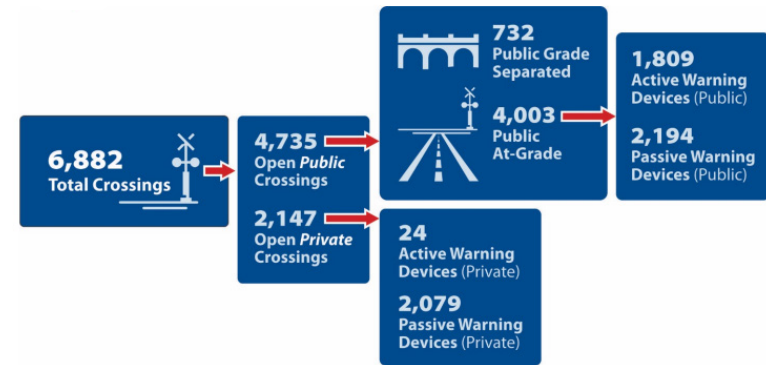 6,882
Total Crossings
4,735
Open Public
Crossings
2,147
Open Private
Crossings
732
Public Grade
Separated
4,003
Public
At-Grade
1,809
Active Warning
Devices (Public)
2,194
Passive Warning
Devices (Public)
24
Active Warning
Devices (Private)
2,079
Passive Warning
Devices (Private)